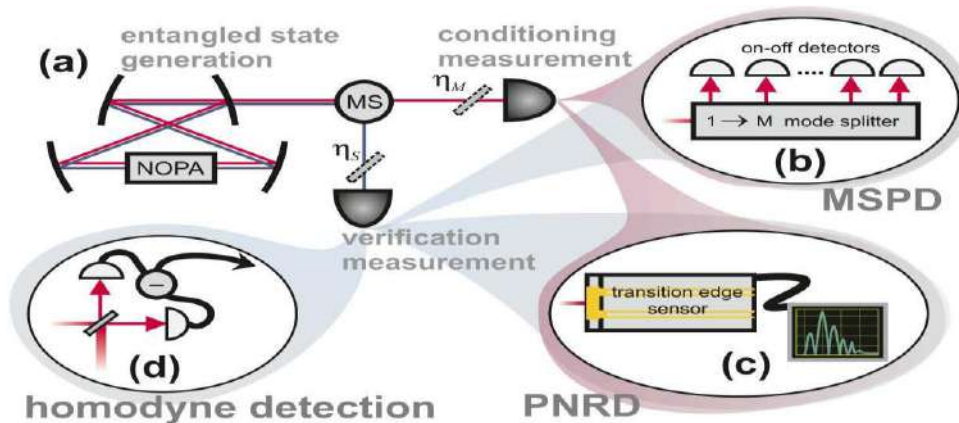 entangled state
generation
(a)
NOPA
MS
η_M
η_S
conditioning
measurement
verification
measurement
on-off detectors
1 → M mode splitter
(b)
MSPD
transition edge
sensor
(c)
PNRD
−
(d)
homodyne detection